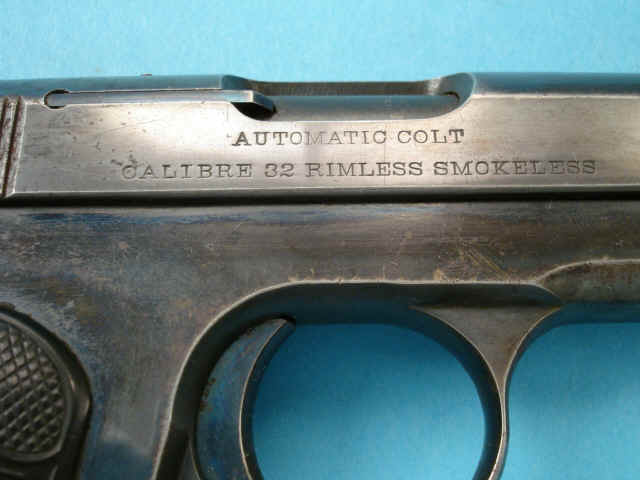 AUTOMATIC COLT
CALIBRE 32 RIMLESS SMOKELESS